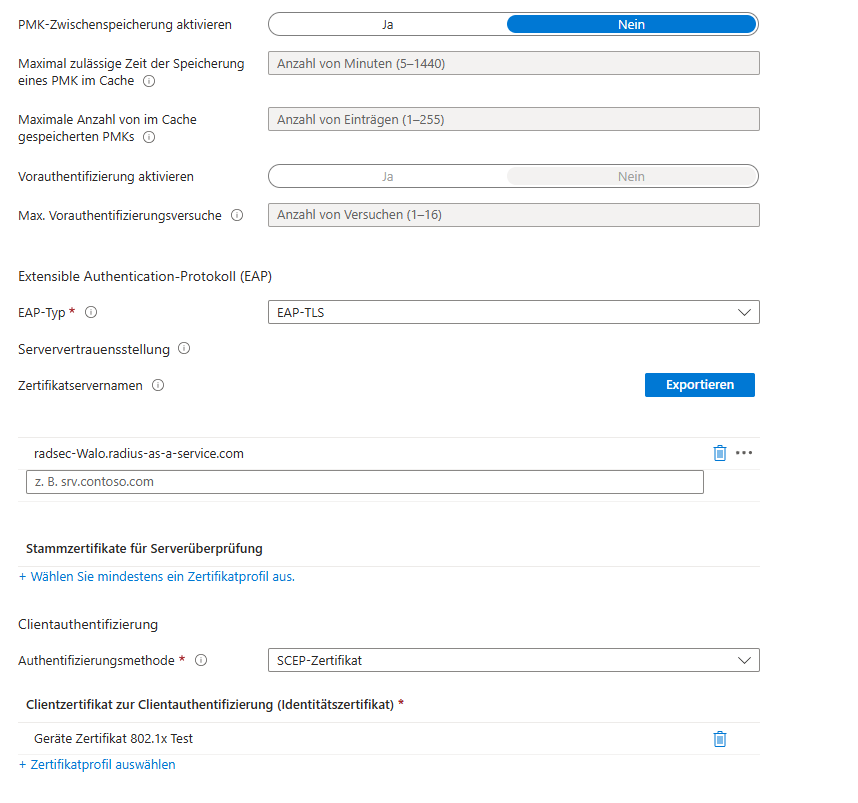 PMK-Zwischenspeicherung aktivieren
Ja
Nein
Maximal zulässige Zeit der Speicherung
eines PMK im Cache
Anzahl von Minuten (5–1440)
Maximale Anzahl von im Cache
gespeicherten PMKs
Anzahl von Einträgen (1–255)
Vorauthentifizierung aktivieren
Ja
Nein
Max. Vorauthentifizierungsversuche
Anzahl von Versuchen (1–16)
Extensible Authentication-Protokoll (EAP)
EAP-Typ *
EAP-TLS
Serververtrauensstellung
Zertifikatservernamen
Exportieren
radsec-Walo.radius-as-a-service.com
z. B. srv.contoso.com
Stammzertifikate für Serverüberprüfung
+ Wählen Sie mindestens ein Zertifikatprofil aus.
Clientauthentifizierung
Authentifizierungsmethode *
SCEP-Zertifikat
Clientzertifikat zur Clientauthentifizierung (Identitätszertifikat) *
Geräte Zertifikat 802.1x Test
+ Zertifikatprofil auswählen